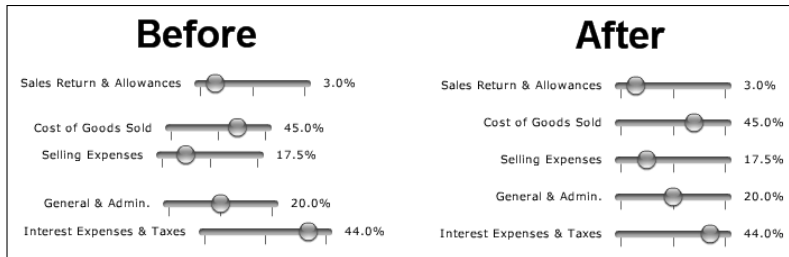 Before
Sales Return & Allowances 3.0%
Cost of Goods Sold 45.0%
Selling Expenses 17.5%
General & Admin. 20.0%
Interest Expenses & Taxes 44.0%
After
Sales Return & Allowances 3.0%
Cost of Goods Sold 45.0%
Selling Expenses 17.5%
General & Admin. 20.0%
Interest Expenses & Taxes 44.0%